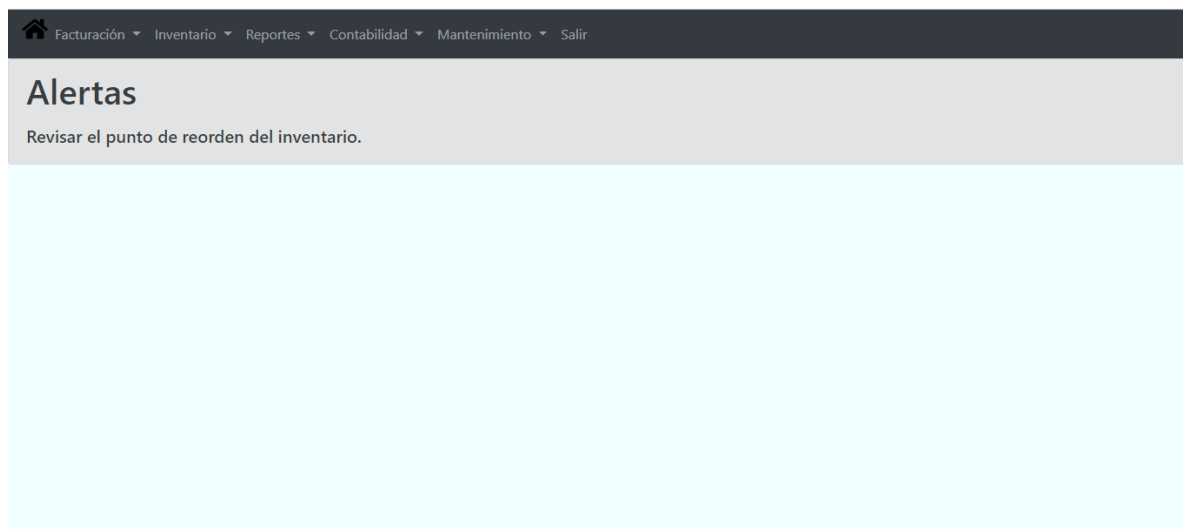 Facturación Inventario Reportes Contabilidad Mantenimiento Salir
Alertas
Revisar el punto de reorden del inventario.